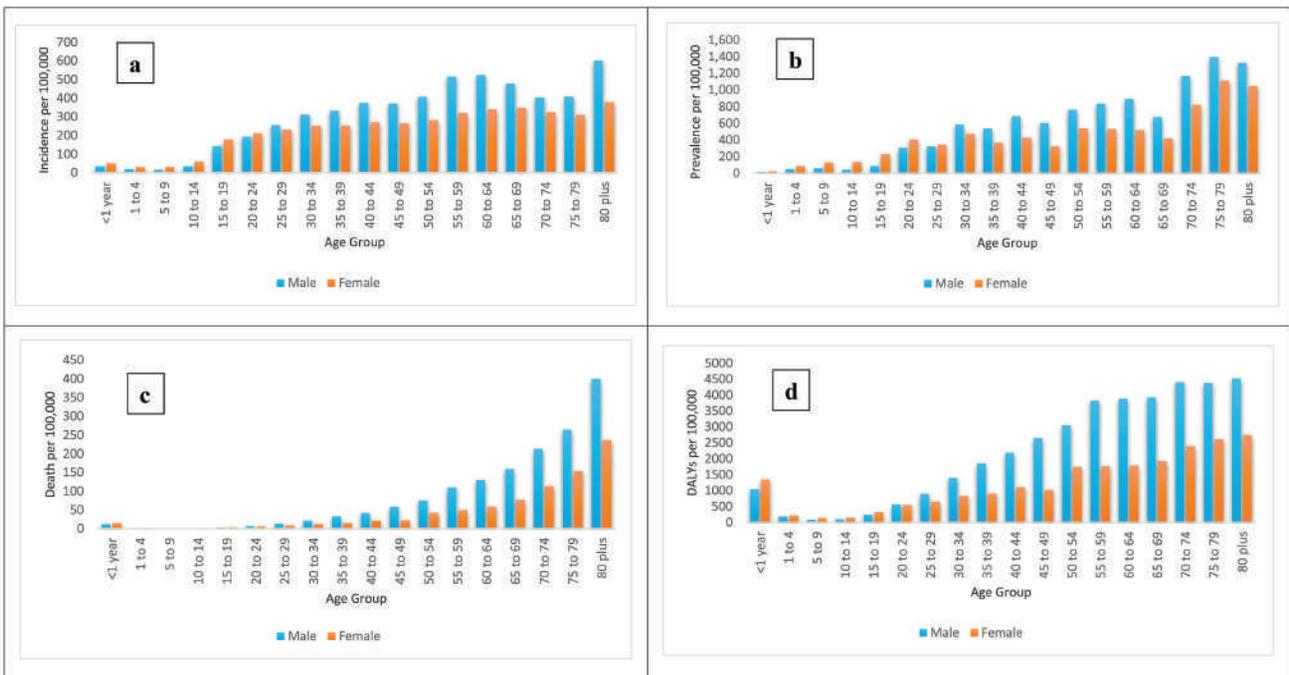 a
Incidence per 100,000
700
600
500
400
300
200
100
0
<1 year
1 to 4
5 to 9
10 to 14
15 to 19
20 to 24
25 to 29
30 to 34
35 to 39
40 to 44
45 to 49
50 to 54
55 to 59
60 to 64
65 to 69
70 to 74
75 to 79
80 plus
Age Group
Male Female
b
Prevalence per 100,000
1,600
1,400
1,200
1,000
800
600
400
200
0
<1 year
1 to 4
5 to 9
10 to 14
15 to 19
20 to 24
25 to 29
30 to 34
35 to 39
40 to 44
45 to 49
50 to 54
55 to 59
60 to 64
65 to 69
70 to 74
75 to 79
80 plus
Age Group
Male Female
c
Death per 100,000
450
400
350
300
250
200
150
100
50
0
<1 year
1 to 4
5 to 9
10 to 14
15 to 19
20 to 24
25 to 29
30 to 34
35 to 39
40 to 44
45 to 49
50 to 54
55 to 59
60 to 64
65 to 69
70 to 74
75 to 79
80 plus
Age Group
Male Female
d
DALYs per 100,000
5000
4500
4000
3500
3000
2500
2000
1500
1000
500
0
<1 year
1 to 4
5 to 9
10 to 14
15 to 19
20 to 24
25 to 29
30 to 34
35 to 39
40 to 44
45 to 49
50 to 54
55 to 59
60 to 64
65 to 69
70 to 74
75 to 79
80 plus
Age Group
Male Female